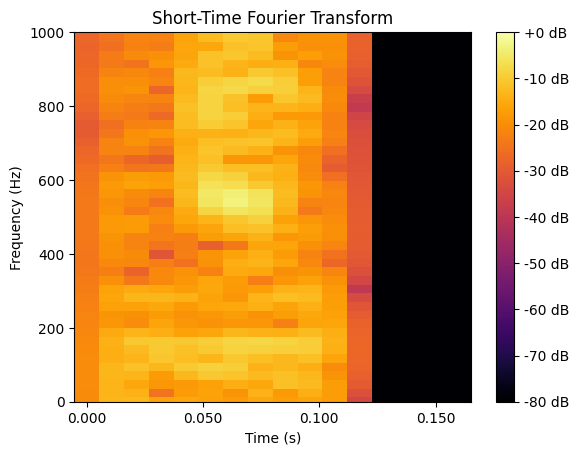 Short-Time Fourier Transform
1000
800
600
400
200
0
Frequency (Hz)
0.000
0.050
0.100
0.150
Time (s)
+0 dB
-10 dB
-20 dB
-30 dB
-40 dB
-50 dB
-60 dB
-70 dB
-80 dB